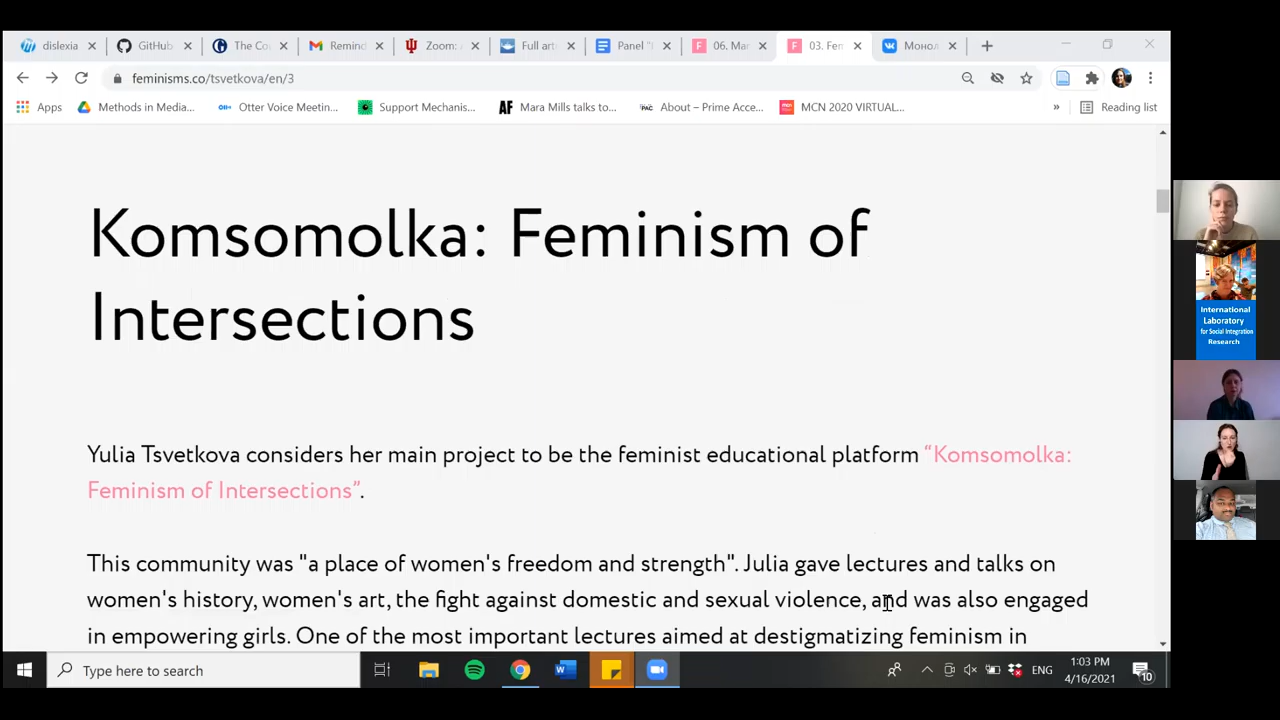 dislexia
GitHub
The Co
Remind
Zoom:
Full art
Panel "
06. Mar
03. Fem
Монол
feminisms.co/tsvetkova/en/3
Apps
Methods in Media...
Otter Voice Meetin...
Support Mechanis...
AF
Mara Mills talks to...
PAC
About – Prime Acce...
MCN 2020 VIRTUAL...
»
Reading list
Komsomolka: Feminism of
Intersections
Yulia Tsvetkova considers her main project to be the feminist educational platform “Komsomolka:
Feminism of Intersections”.
This community was "a place of women's freedom and strength". Julia gave lectures and talks on
women's history, women's art, the fight against domestic and sexual violence, and was also engaged
in empowering girls. One of the most important lectures aimed at destigmatizing feminism in
International
Laboratory
for Social Integration
Research
Type here to search
ENG
1:03 PM
4/16/2021
10